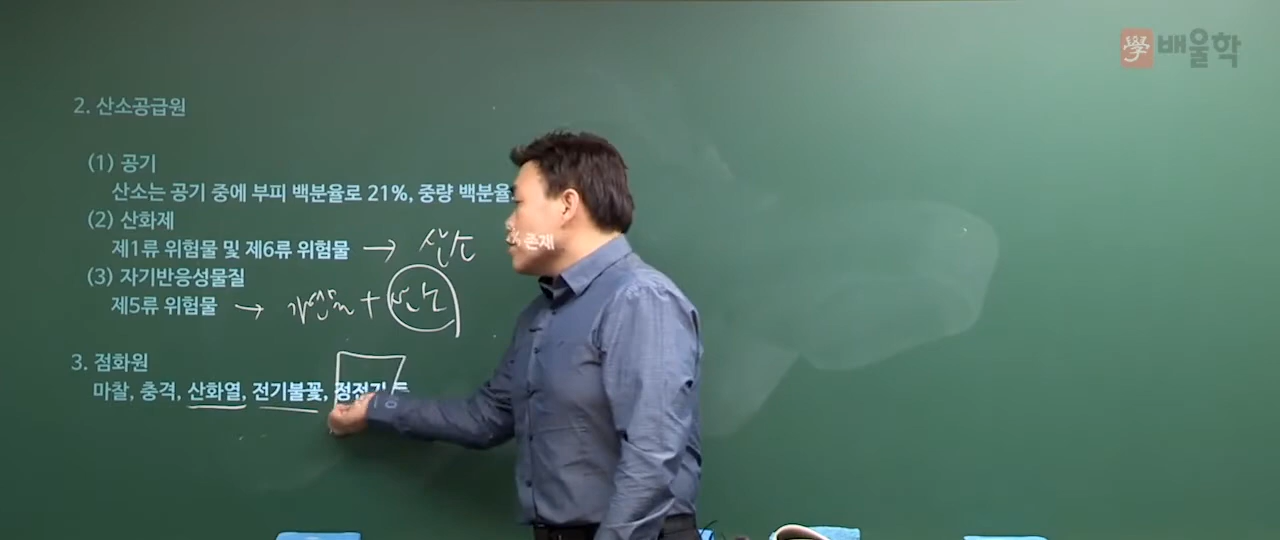 學 배울학
2. 산소공급원
(1) 공기
산소는 공기 중에 부피 백분율로 21%, 중량 백분율 % 존재
(2) 산화제
제1류 위험물 및 제6류 위험물 → 산소
(3) 자기반응성물질
제5류 위험물 → 가연물 + 산소
3. 점화원
마찰, 충격, 산화열, 전기불꽃, 정전기 등